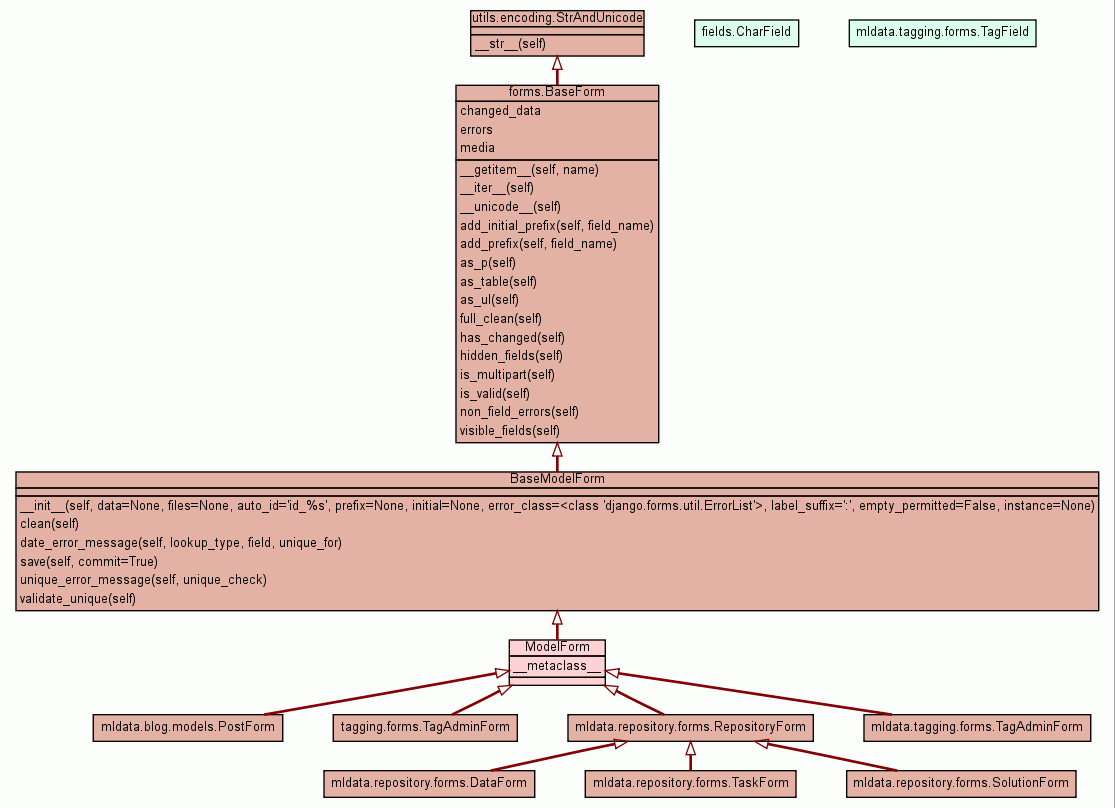 utils.encoding.StrAndUnicode
__str__(self)
fields.CharField
mldata.tagging.forms.TagField
forms.BaseForm
changed_data
errors
media
__getitem__(self, name)
__iter__(self)
__unicode__(self)
add_initial_prefix(self, field_name)
add_prefix(self, field_name)
as_p(self)
as_table(self)
as_ul(self)
full_clean(self)
has_changed(self)
hidden_fields(self)
is_multipart(self)
is_valid(self)
non_field_errors(self)
visible_fields(self)
BaseModelForm
__init__(self, data=None, files=None, auto_id='id_%s', prefix=None, initial=None, error_class=<class 'django.forms.util.ErrorList'>, label_suffix=':', empty_permitted=False, instance=None)
clean(self)
date_error_message(self, lookup_type, field, unique_for)
save(self, commit=True)
unique_error_message(self, unique_check)
validate_unique(self)
ModelForm
__metaclass__
mldata.blog.models.PostForm
tagging.forms.TagAdminForm
mldata.repository.forms.RepositoryForm
mldata.tagging.forms.TagAdminForm
mldata.repository.forms.DataForm
mldata.repository.forms.TaskForm
mldata.repository.forms.SolutionForm